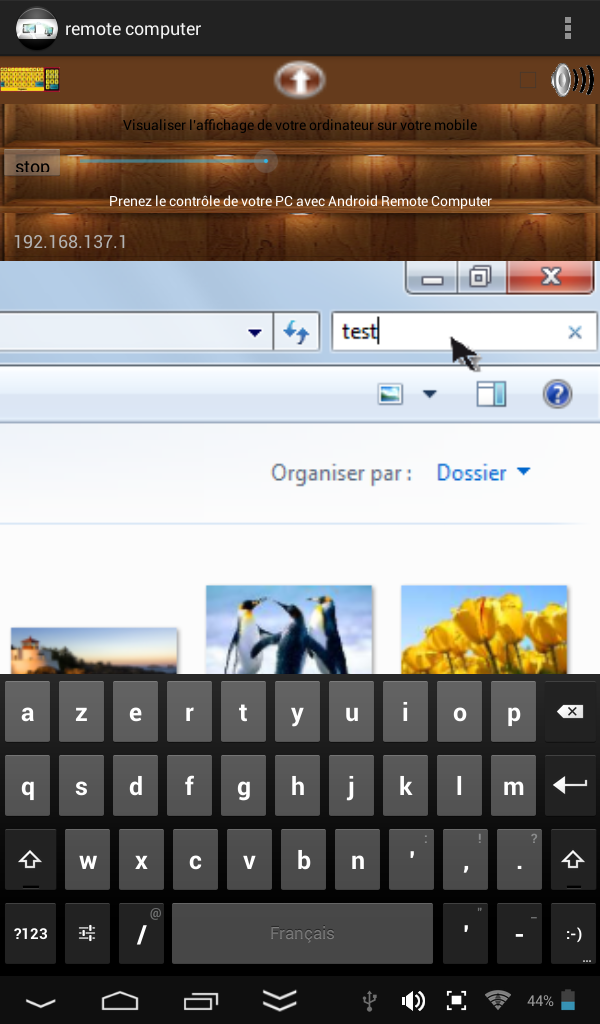 remote computer
Visualiser l'affichage de votre ordinateur sur votre mobile
stop
Prenez le contrôle de votre PC avec Android Remote Computer
192.168.137.1
test
Organiser par : Dossier
a z e r t y u i o p
q s d f g h j k l m
w x c v b n ' : , ! . ?
?123 / @ Français ' " - _ :-) ...
44%